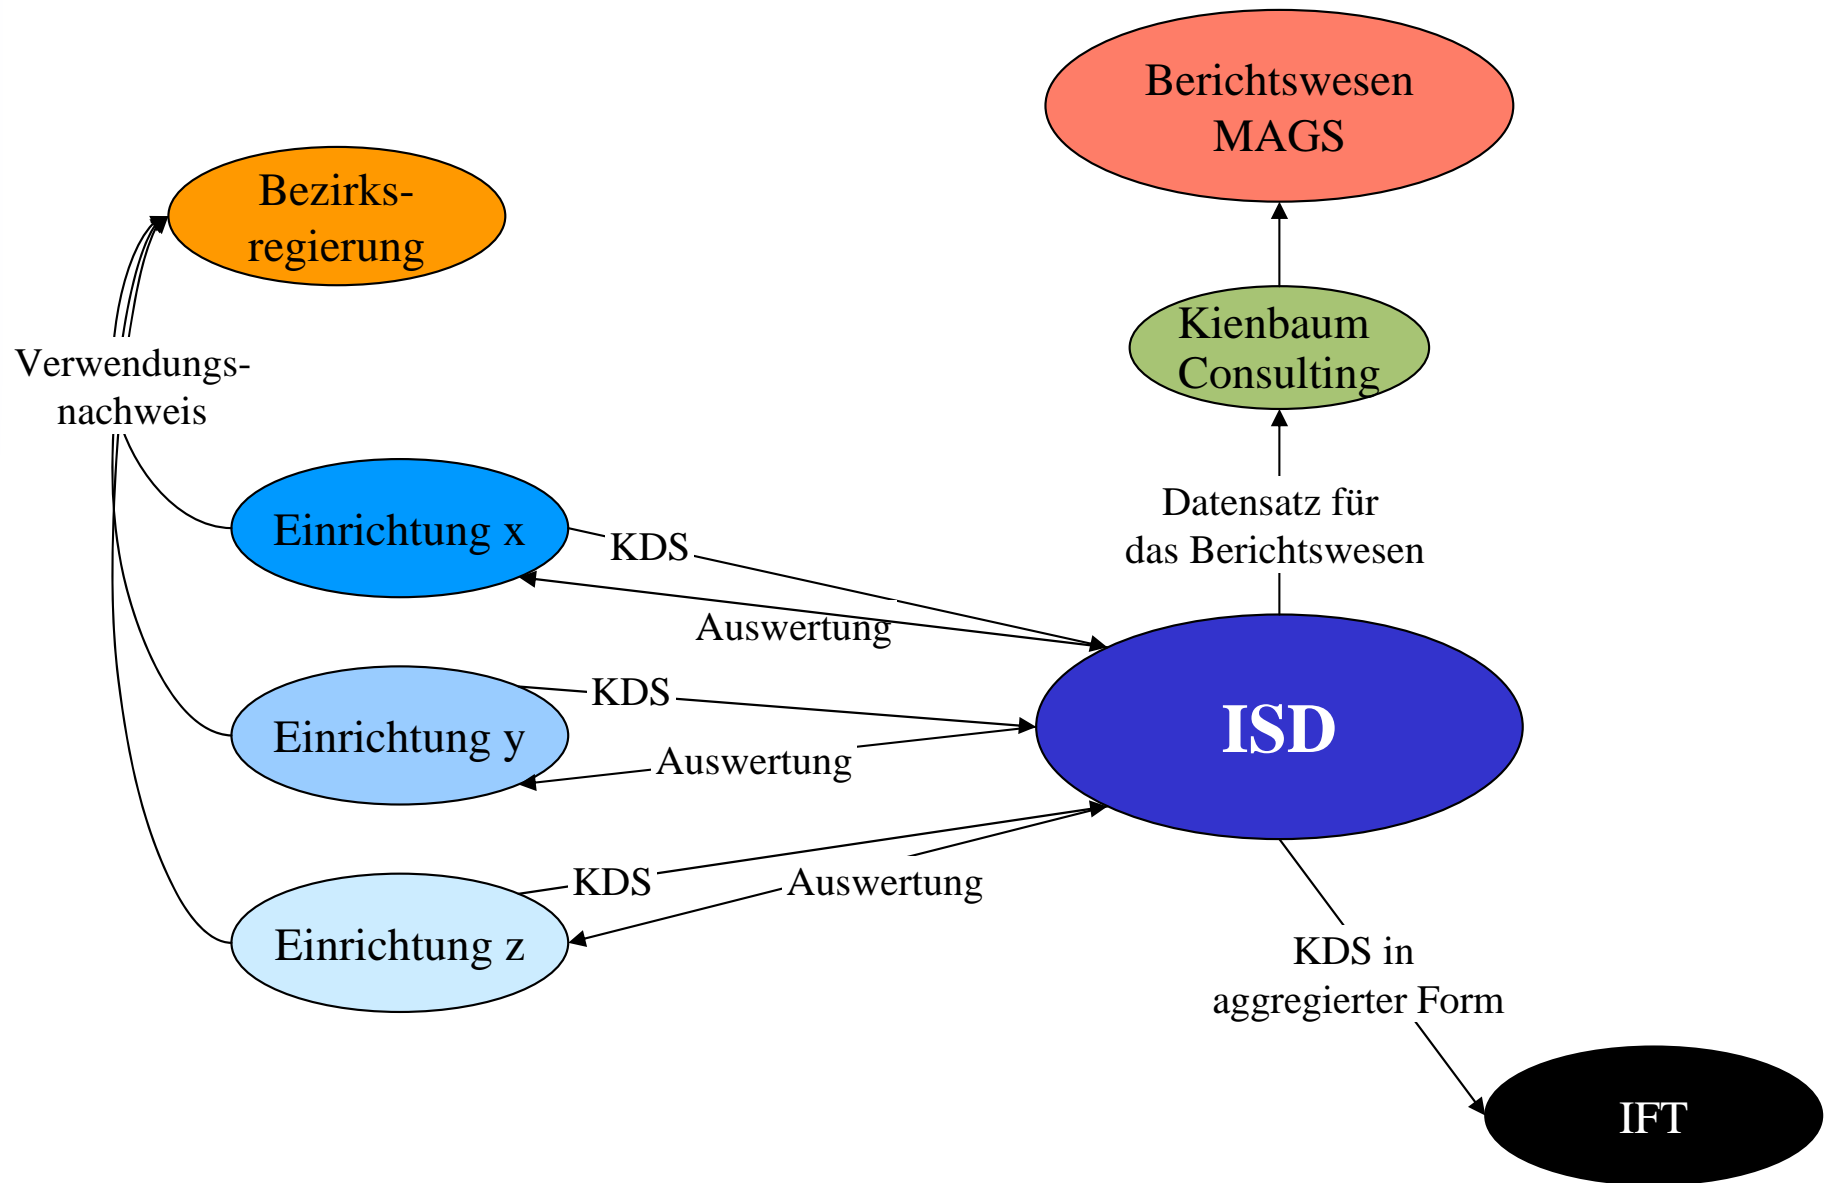 Berichtswesen
MAGS
Bezirks-
regierung
Kienbaum
Consulting
Verwendungs-
nachweis
Datensatz für
das Berichtswesen
Einrichtung x
KDS
Auswertung
Einrichtung y
KDS
Auswertung
ISD
Einrichtung z
KDS
Auswertung
KDS in
aggregierter Form
IFT